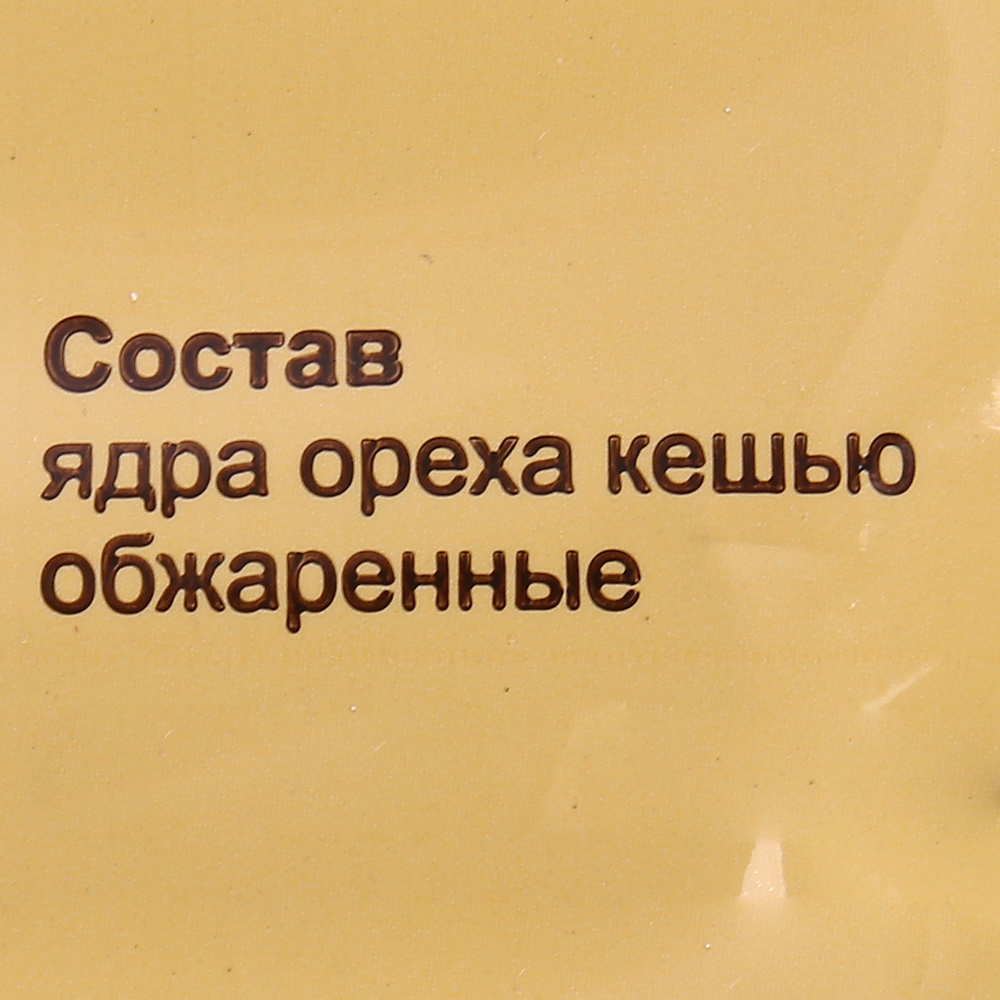 Состав
ядра ореха кешью
обжаренные